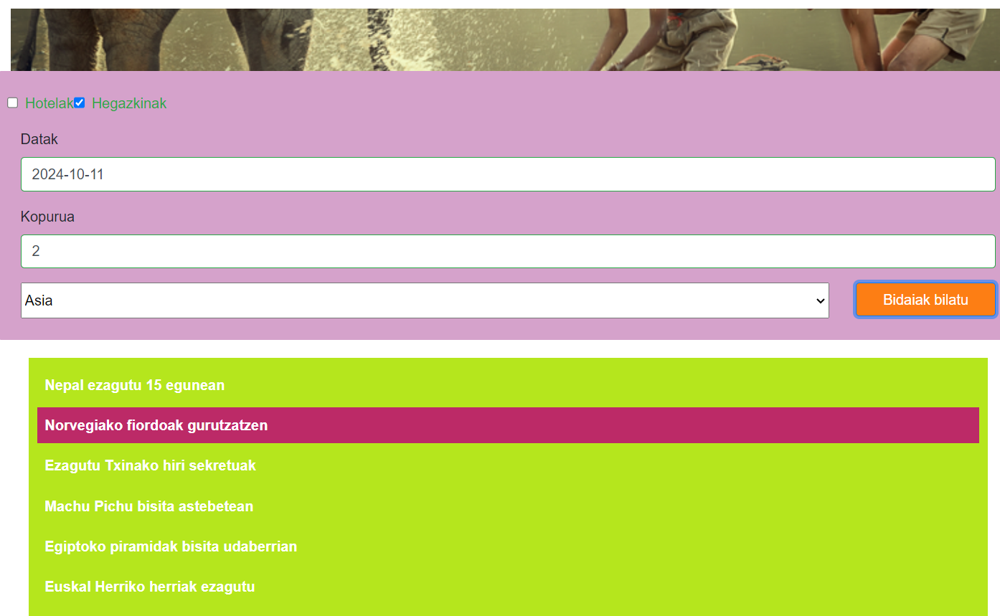 Hotelak Hegazkinak
Datak
2024-10-11
Kopurua
2
Asia Bidaiak bilatu
Nepal ezagutu 15 egunean
Norvegiako fiordoak gurutzatzen
Ezagutu Txinako hiri sekretuak
Machu Pichu bisita astebetean
Egiptoko piramidak bisita udaberrian
Euskal Herriko herriak ezagutu